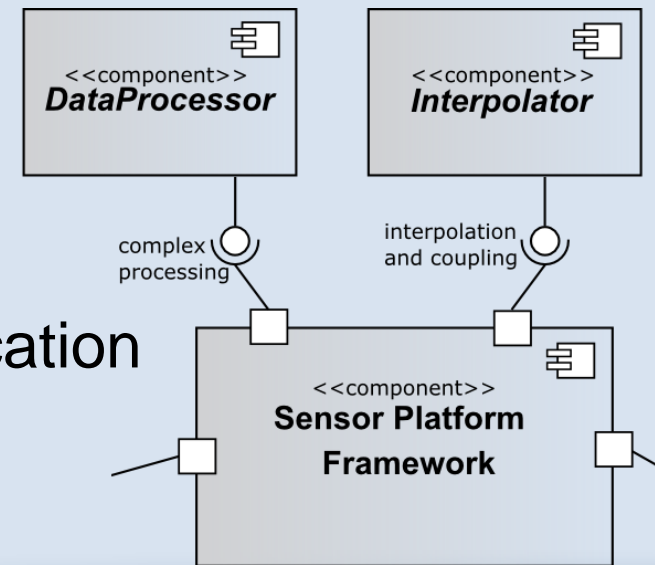 <<component>>
DataProcessor
<<component>>
Interpolator
complex
processing
interpolation
and coupling
cation
<<component>>
Sensor Platform
Framework